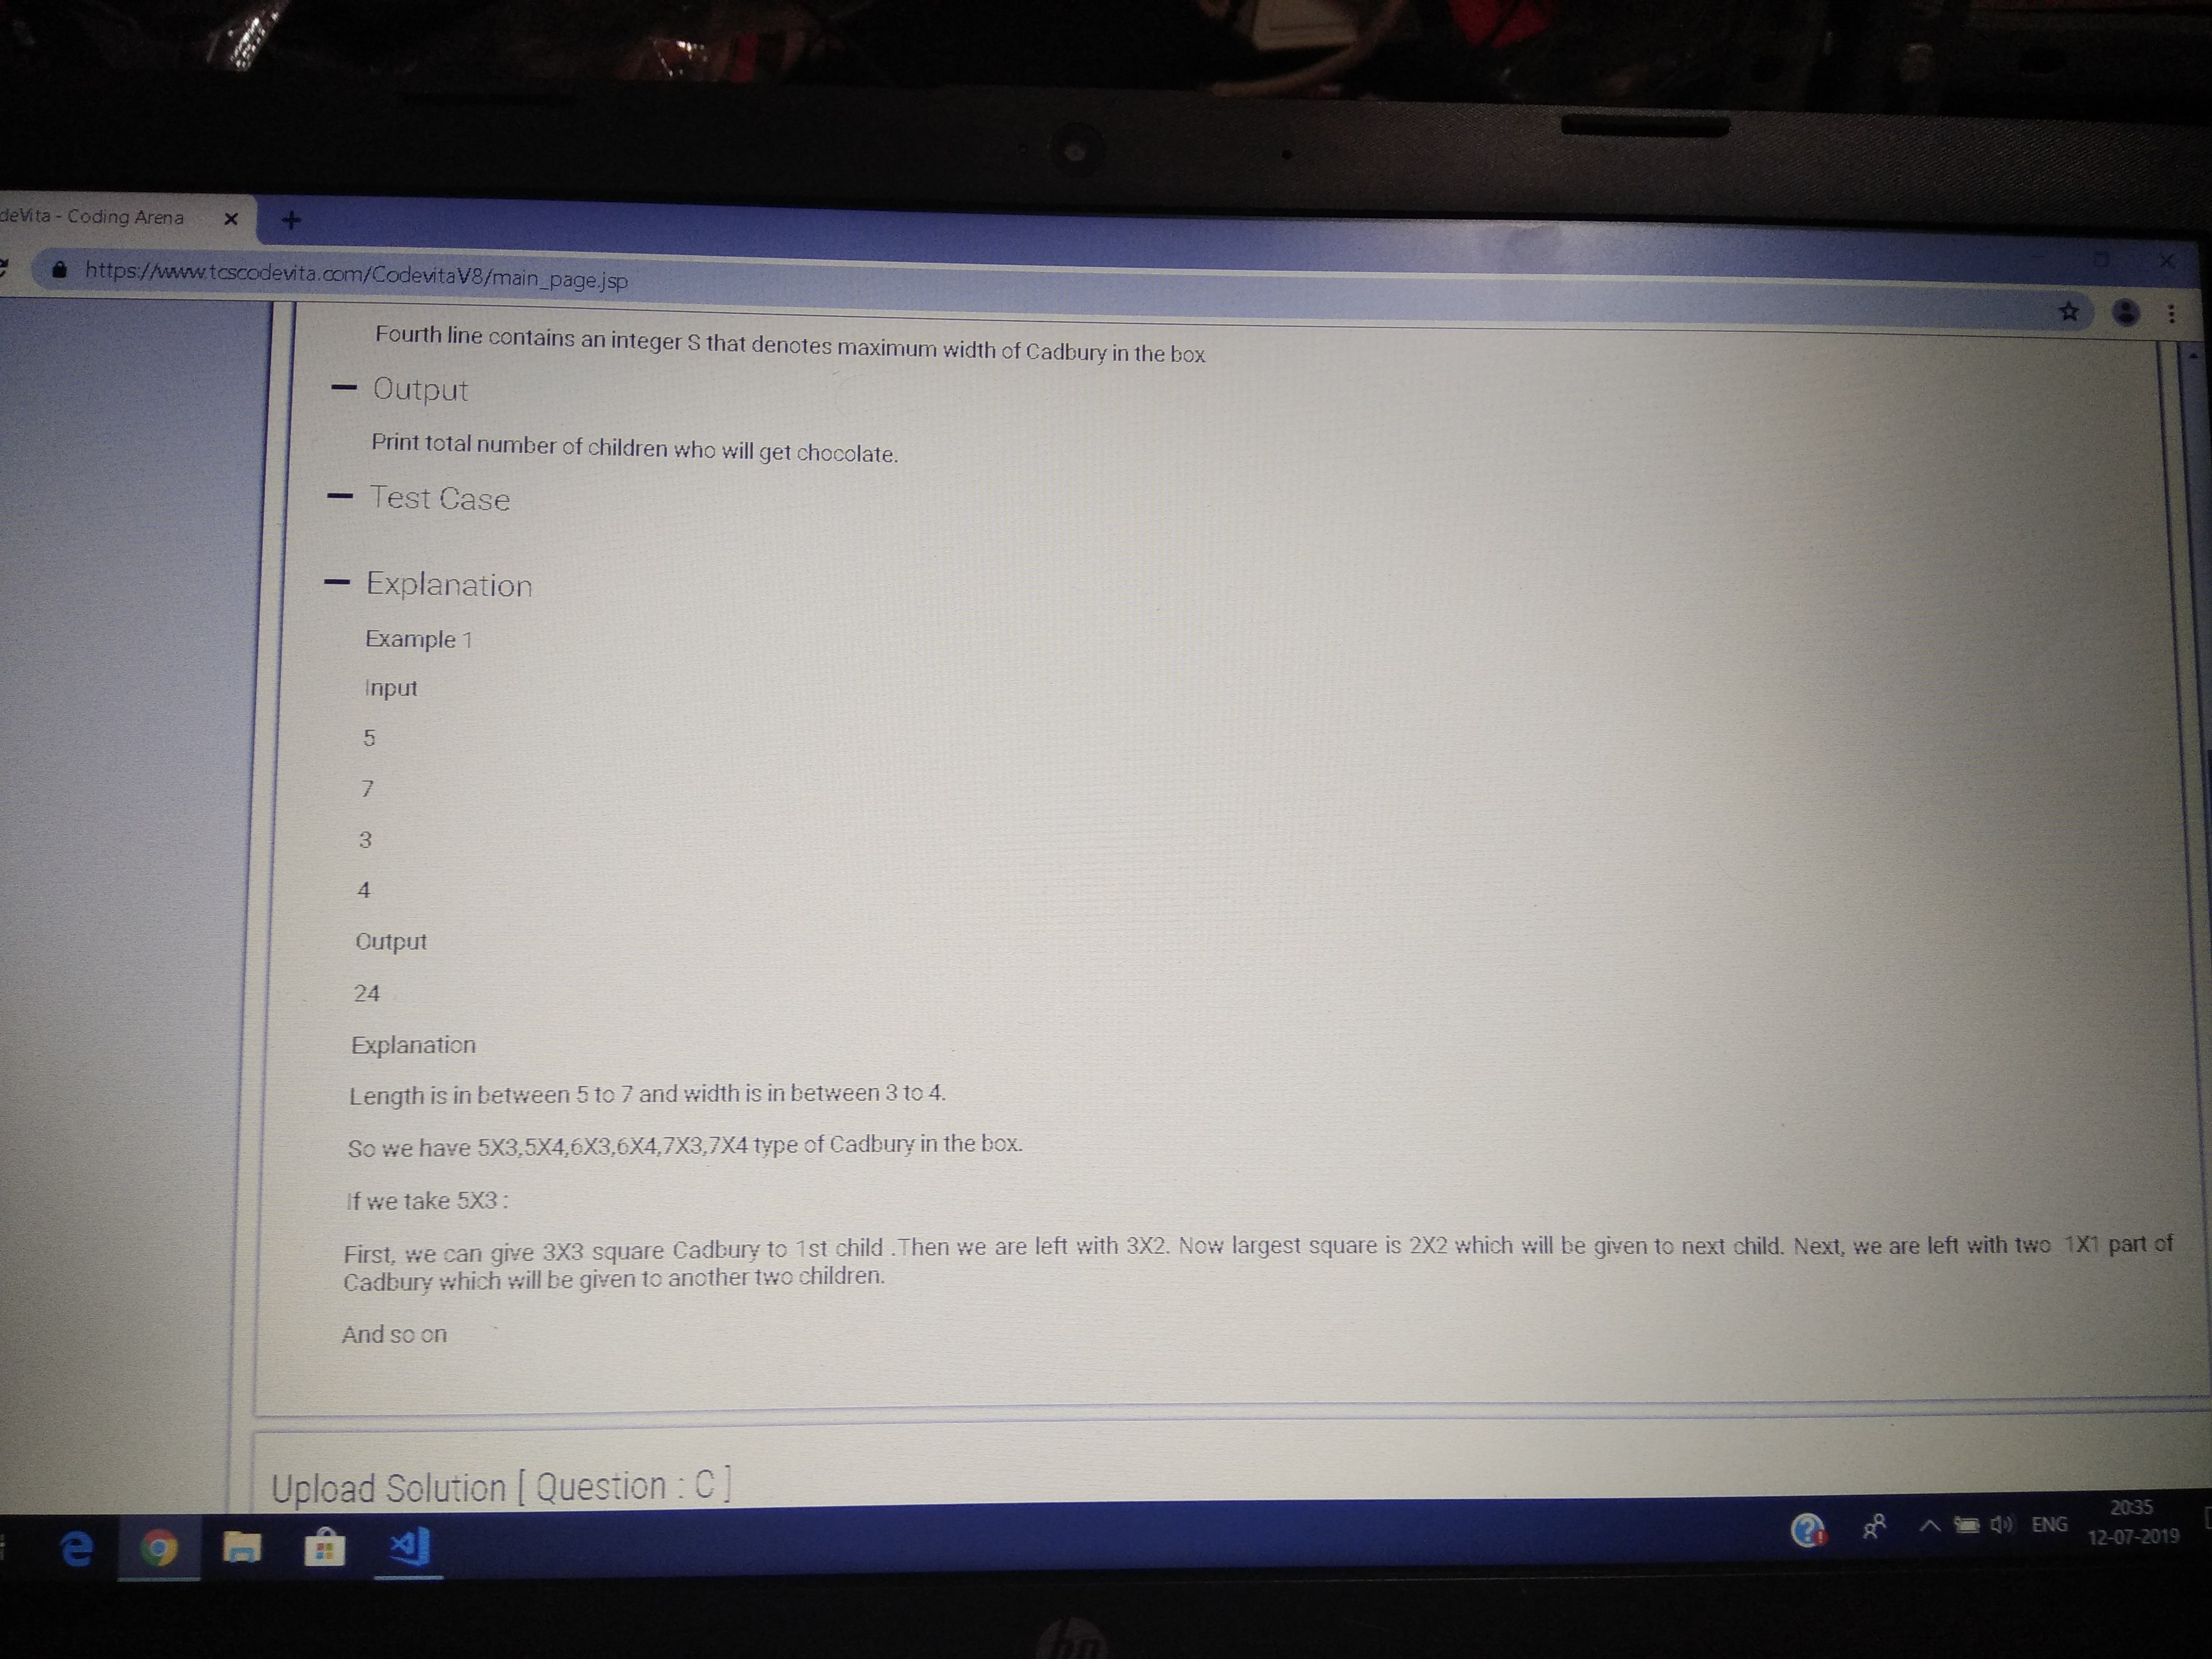 deVita - Coding Arena
https://www.tcscodevita.com/CodevitaV8/main_page.jsp
Fourth line contains an integer S that denotes maximum width of Cadbury in the box
Output
Print total number of children who will get chocolate.
Test Case
Explanation
Example 1
Input
5
7
3
4
Output
24
Explanation
Length is in between 5 to 7 and width is in between 3 to 4.
So we have 5X3,5X4,6X3,6X4,7X3,7X4 type of Cadbury in the box.
If we take 5X3 :
First, we can give 3X3 square Cadbury to 1st child .Then we are left with 3X2. Now largest square is 2X2 which will be given to next child. Next, we are left with two 1X1 part of
Cadbury which will be given to another two children.
And so on
Upload Solution [ Question : C ]
ENG
20:35
12-07-2019
hp